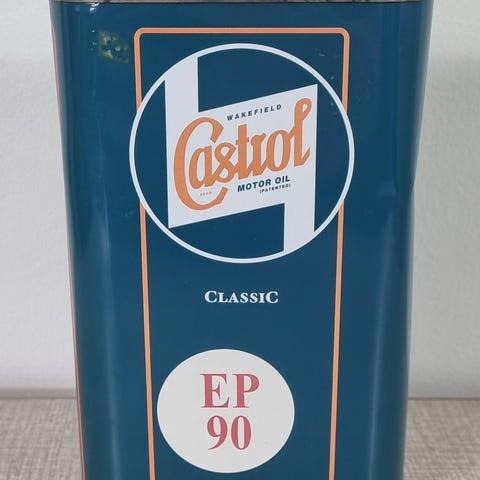 WAKEFIELD
Castrol
MOTOR OIL
(PATENTED)
CLASSIC
EP
90